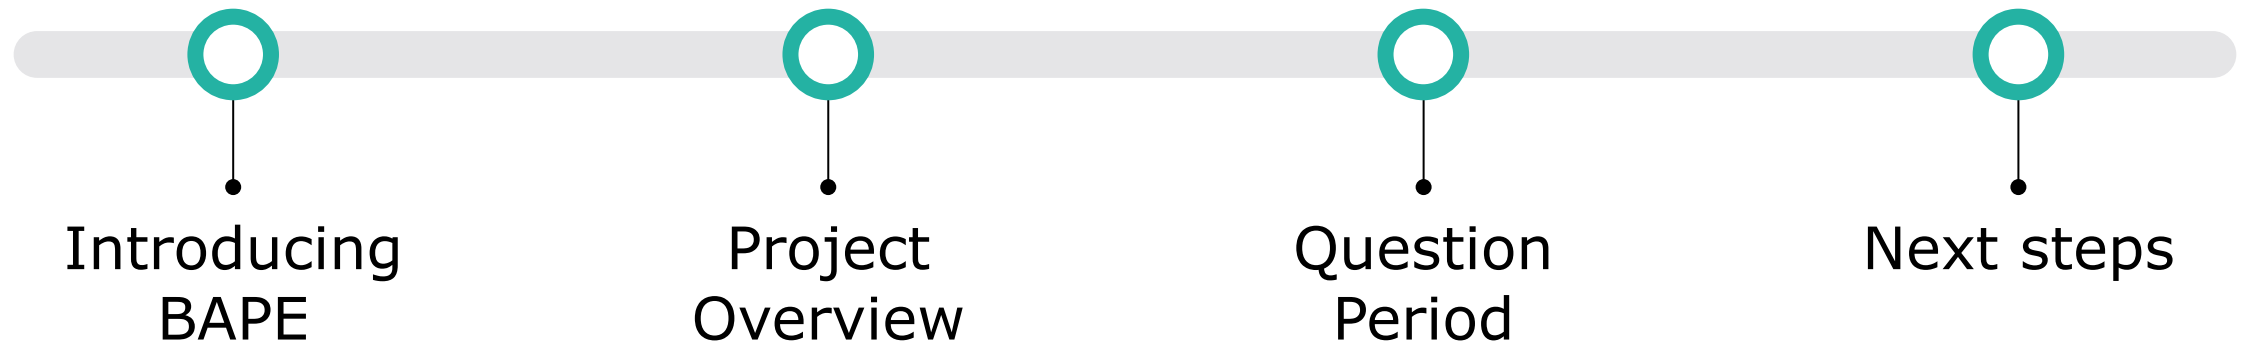 Introducing
BAPE
Project
Overview
Question
Period
Next steps